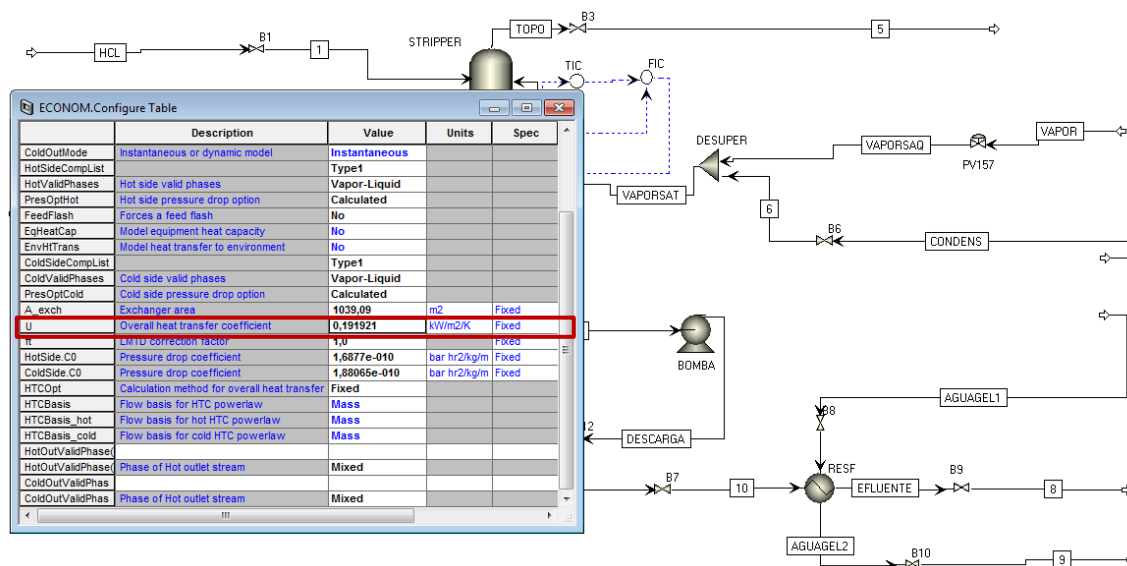 B3
TOPO
5
STRIPPER
B1
HCL
1
TIC
FIC
ECONOM.Configure Table
Description Value Units Spec
ColdOutMode Instantaneous or dynamic model Instantaneous
HotSideCompList Type1
HotValidPhases Hot side valid phases Vapor-Liquid
PresOptHot Hot side pressure drop option Calculated
FeedFlash Forces a feed flash No
EqHeatCap Model equipment heat capacity No
EnvHtTrans Model heat transfer to environment No
ColdSideCompList Type1
ColdValidPhases Cold side valid phases Vapor-Liquid
PresOptCold Cold side pressure drop option Calculated
A_exch Exchanger area 1039,09 m2 Fixed
U Overall heat transfer coefficient 0,191921 kW/m2/K Fixed
ft LMTD correction factor 1,0 Fixed
HotSide.C0 Pressure drop coefficient 1,6877e-010 bar hr2/kg/m Fixed
ColdSide.C0 Pressure drop coefficient 1,88065e-010 bar hr2/kg/m Fixed
HTCOpt Calculation method for overall heat transfer Fixed
HTCBasis Flow basis for HTC powerlaw Mass
HTCBasis_hot Flow basis for hot HTC powerlaw Mass
HTCBasis_cold Flow basis for cold HTC powerlaw Mass
HotOutValidPhase(
HotOutValidPhase( Phase of Hot outlet stream Mixed
ColdOutValidPhas
ColdOutValidPhas Phase of Hot outlet stream Mixed
DESUPER
VAPORSAQ
VAPOR
PV157
VAPORSAT
6
B6
CONDENS
BOMBA
AGUAGEL1
B8
12
DESCARGA
RESF
B7
10
EFLUENTE
B9
8
AGUAGEL2
B10
9